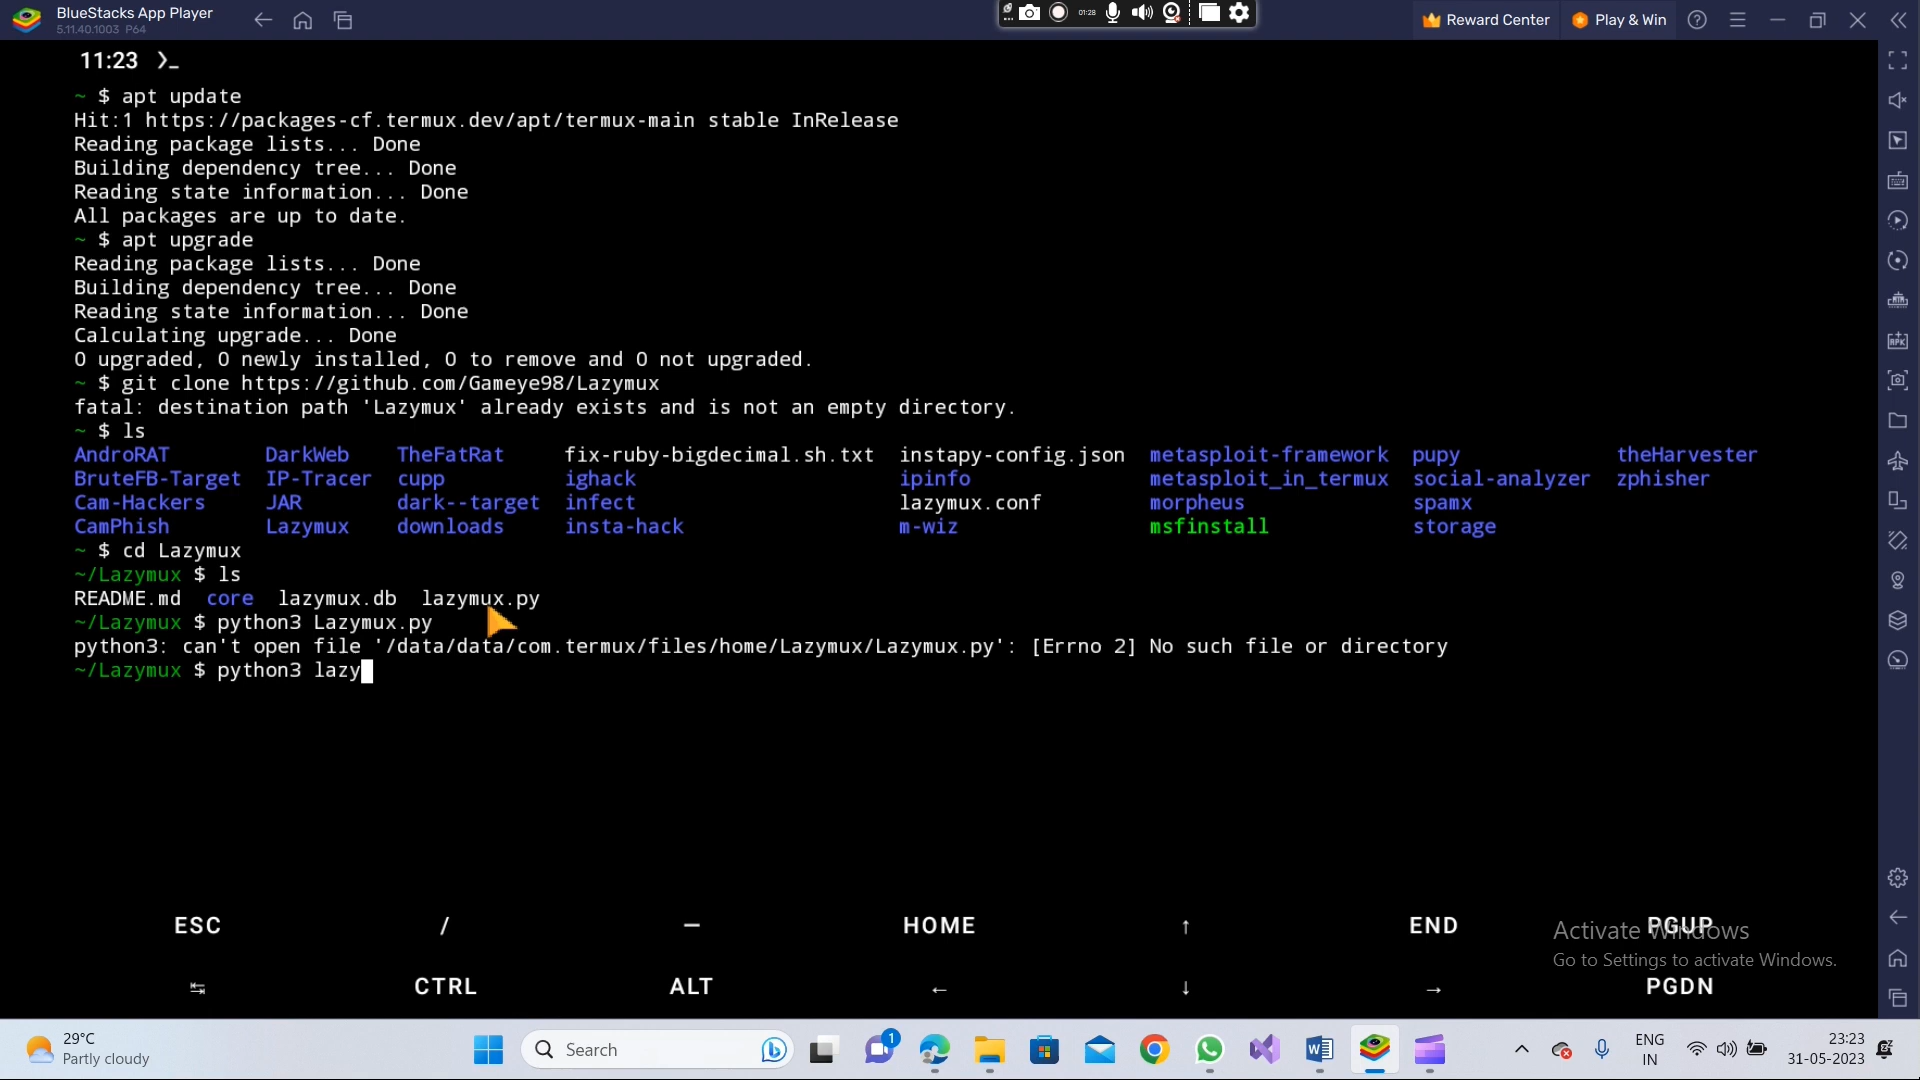 BlueStacks App Player
5.11.40.1003 P64
01:28
Reward Center
Play & Win
11:23
~ $ apt update
Hit:1 https://packages-cf.termux.dev/apt/termux-main stable InRelease
Reading package lists... Done
Building dependency tree... Done
Reading state information... Done
All packages are up to date.
~ $ apt upgrade
Reading package lists... Done
Building dependency tree... Done
Reading state information... Done
Calculating upgrade... Done
0 upgraded, 0 newly installed, 0 to remove and 0 not upgraded.
~ $ git clone https://github.com/Gameye98/Lazymux
fatal: destination path 'Lazymux' already exists and is not an empty directory.
~ $ ls
AndroRAT DarkWeb TheFatRat fix-ruby-bigdecimal.sh.txt instapy-config.json metasploit-framework pupy theHarvester
BruteFB-Target IP-Tracer cupp ighack ipinfo metasploit_in_termux social-analyzer zphisher
Cam-Hackers JAR dark--target infect lazymux.conf morpheus spamx
CamPhish Lazymux downloads insta-hack m-wiz msfinstall storage
~ $ cd Lazymux
~/Lazymux $ ls
README.md core lazymux.db lazymux.py
~/Lazymux $ python3 Lazymux.py
python3: can't open file '/data/data/com.termux/files/home/Lazymux/Lazymux.py': [Errno 2] No such file or directory
~/Lazymux $ python3 lazy
ESC / — HOME ↑ END PGUP
Activate Windows
Go to Settings to activate Windows.
↹ CTRL ALT ← ↓ → PGDN
29°C
Partly cloudy
Search
1
ENG
IN
23:23
31-05-2023